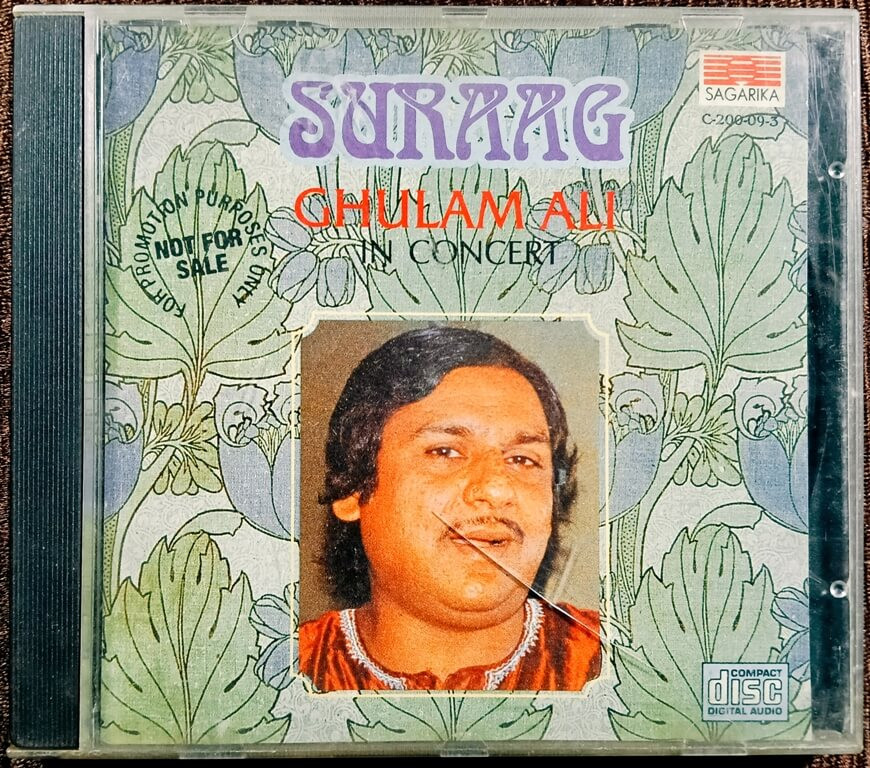 SURAAG
SAGARIKA
C-200-09-3
GHULAM ALI
IN CONCERT
FOR PROMOTION PURPOSES ONLY
NOT FOR
SALE
COMPACT
disc
DIGITAL AUDIO